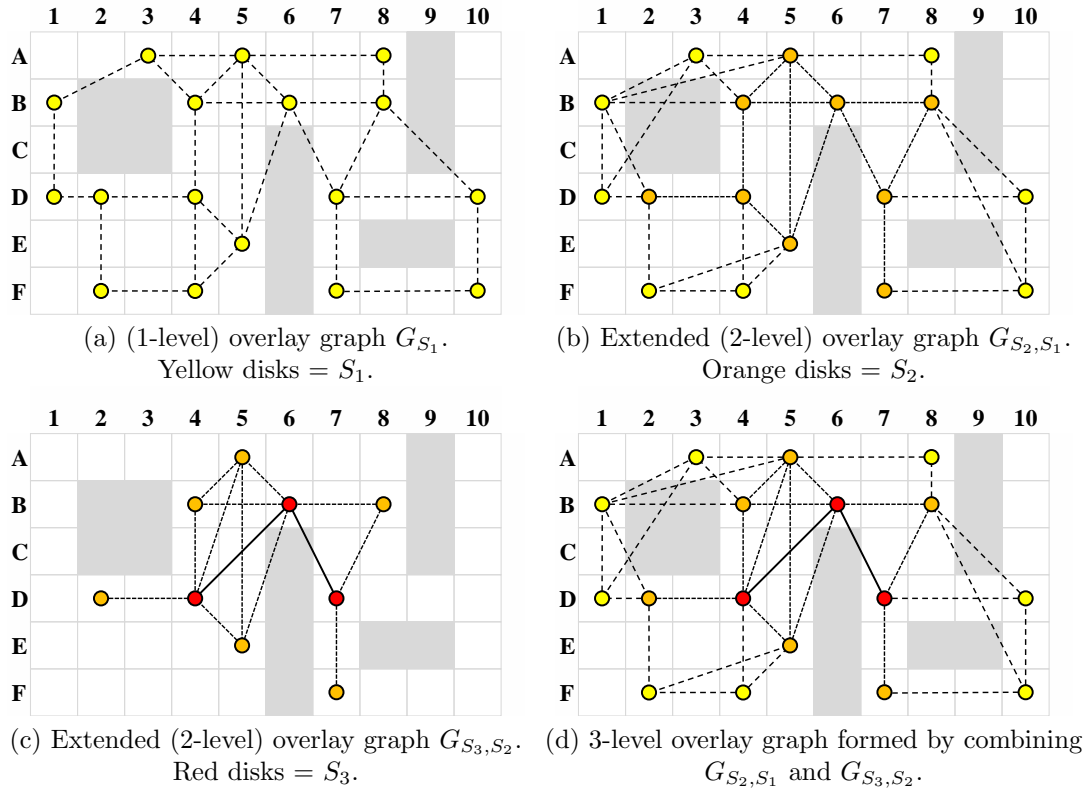 1 2 3 4 5 6 7 8 9 10 1 2 3 4 5 6 7 8 9 10
A A
B B
C C
D D
E E
F F
(a) (1-level) overlay graph G_{S_1}. (b) Extended (2-level) overlay graph G_{S_2,S_1}.
Yellow disks = S_1. Orange disks = S_2.
1 2 3 4 5 6 7 8 9 10 1 2 3 4 5 6 7 8 9 10
A A
B B
C C
D D
E E
F F
(c) Extended (2-level) overlay graph G_{S_3,S_2}. (d) 3-level overlay graph formed by combining
Red disks = S_3. G_{S_2,S_1} and G_{S_3,S_2}.